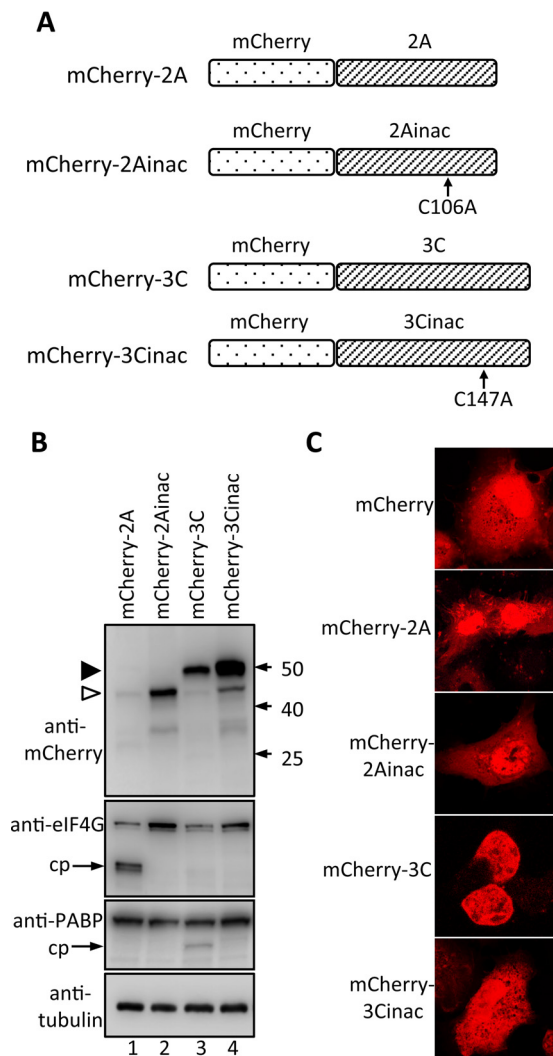 A
mCherry 2A
mCherry-2A
mCherry 2Ainac
mCherry-2Ainac
C106A
mCherry 3C
mCherry-3C
mCherry 3Cinac
mCherry-3Cinac
C147A
B
mCherry-2A
mCherry-2Ainac
mCherry-3C
mCherry-3Cinac
50
40
anti-
mCherry
25
anti-eIF4G
cp
anti-PABP
cp
anti-
tubulin
1 2 3 4
C
mCherry
mCherry-2A
mCherry-
2Ainac
mCherry-3C
mCherry-
3Cinac